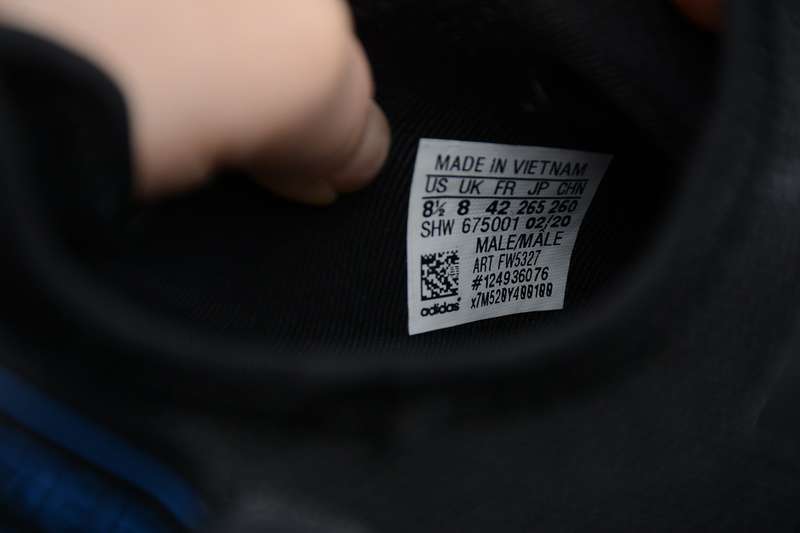 MADE IN VIETNAM
US UK FR JP CHN
8½ 8 42 265 260
SHW 675001 02/20
MALE/MÂLE
ART FW5327
#124936076
x7M520Y400100
adidas®